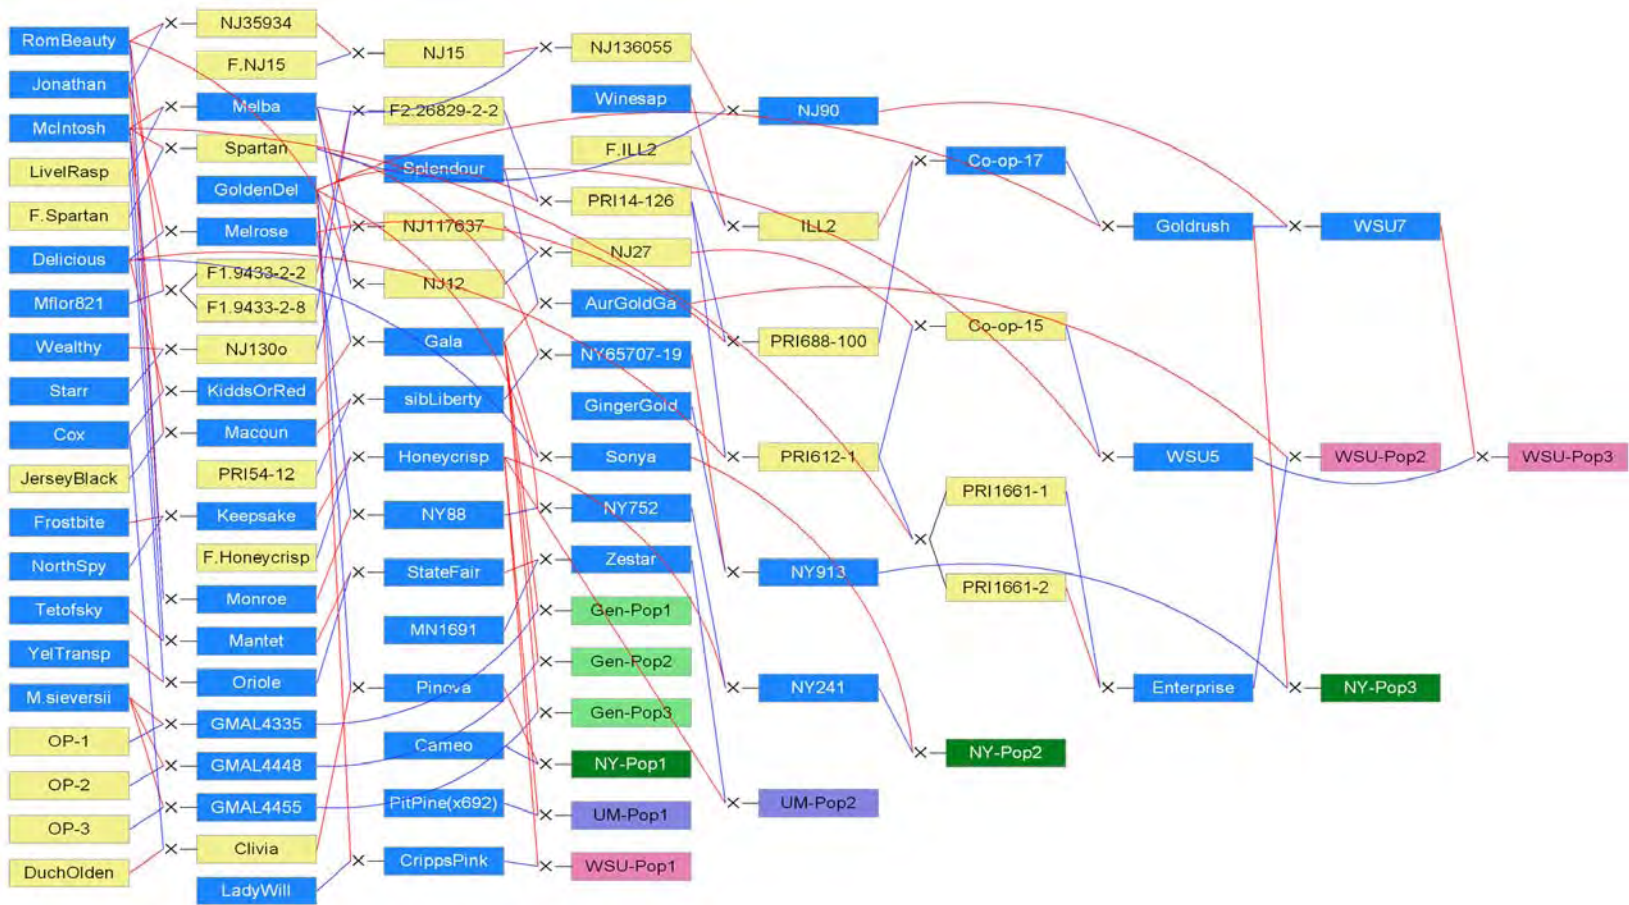 RomBeauty
Jonathan
McIntosh
LivelRasp
F.Spartan
Delicious
Mflor821
Wealthy
Starr
Cox
JerseyBlack
Frostbite
NorthSpy
Tetofsky
YelTransp
M.sieversii
OP-1
OP-2
OP-3
DuchOlden
NJ35934
F.NJ15
Melba
Spartan
GoldenDel
Melrose
F1.9433-2-2
F1.9433-2-8
NJ130o
KiddsOrRed
Macoun
PRI54-12
Keepsake
F.Honeycrisp
Monroe
Mantet
Oriole
GMAL4335
GMAL4448
GMAL4455
Clivia
LadyWill
NJ15
F2.26829-2-2
Splendour
NJ117637
NJ12
Gala
sibLiberty
Honeycrisp
NY88
StateFair
MN1691
Pinova
Cameo
PitPine(x692)
CrippsPink
NJ136055
Winesap
F.ILL2
PRI14-126
NJ27
AurGoldGa
NY65707-19
GingerGold
Sonya
NY752
Zestar
Gen-Pop1
Gen-Pop2
Gen-Pop3
NY-Pop1
UM-Pop1
WSU-Pop1
NJ90
ILL2
PRI688-100
PRI612-1
NY913
NY241
UM-Pop2
Co-op-17
Co-op-15
PRI1661-1
PRI1661-2
NY-Pop2
Goldrush
WSU5
Enterprise
WSU7
WSU-Pop2
NY-Pop3
WSU-Pop3